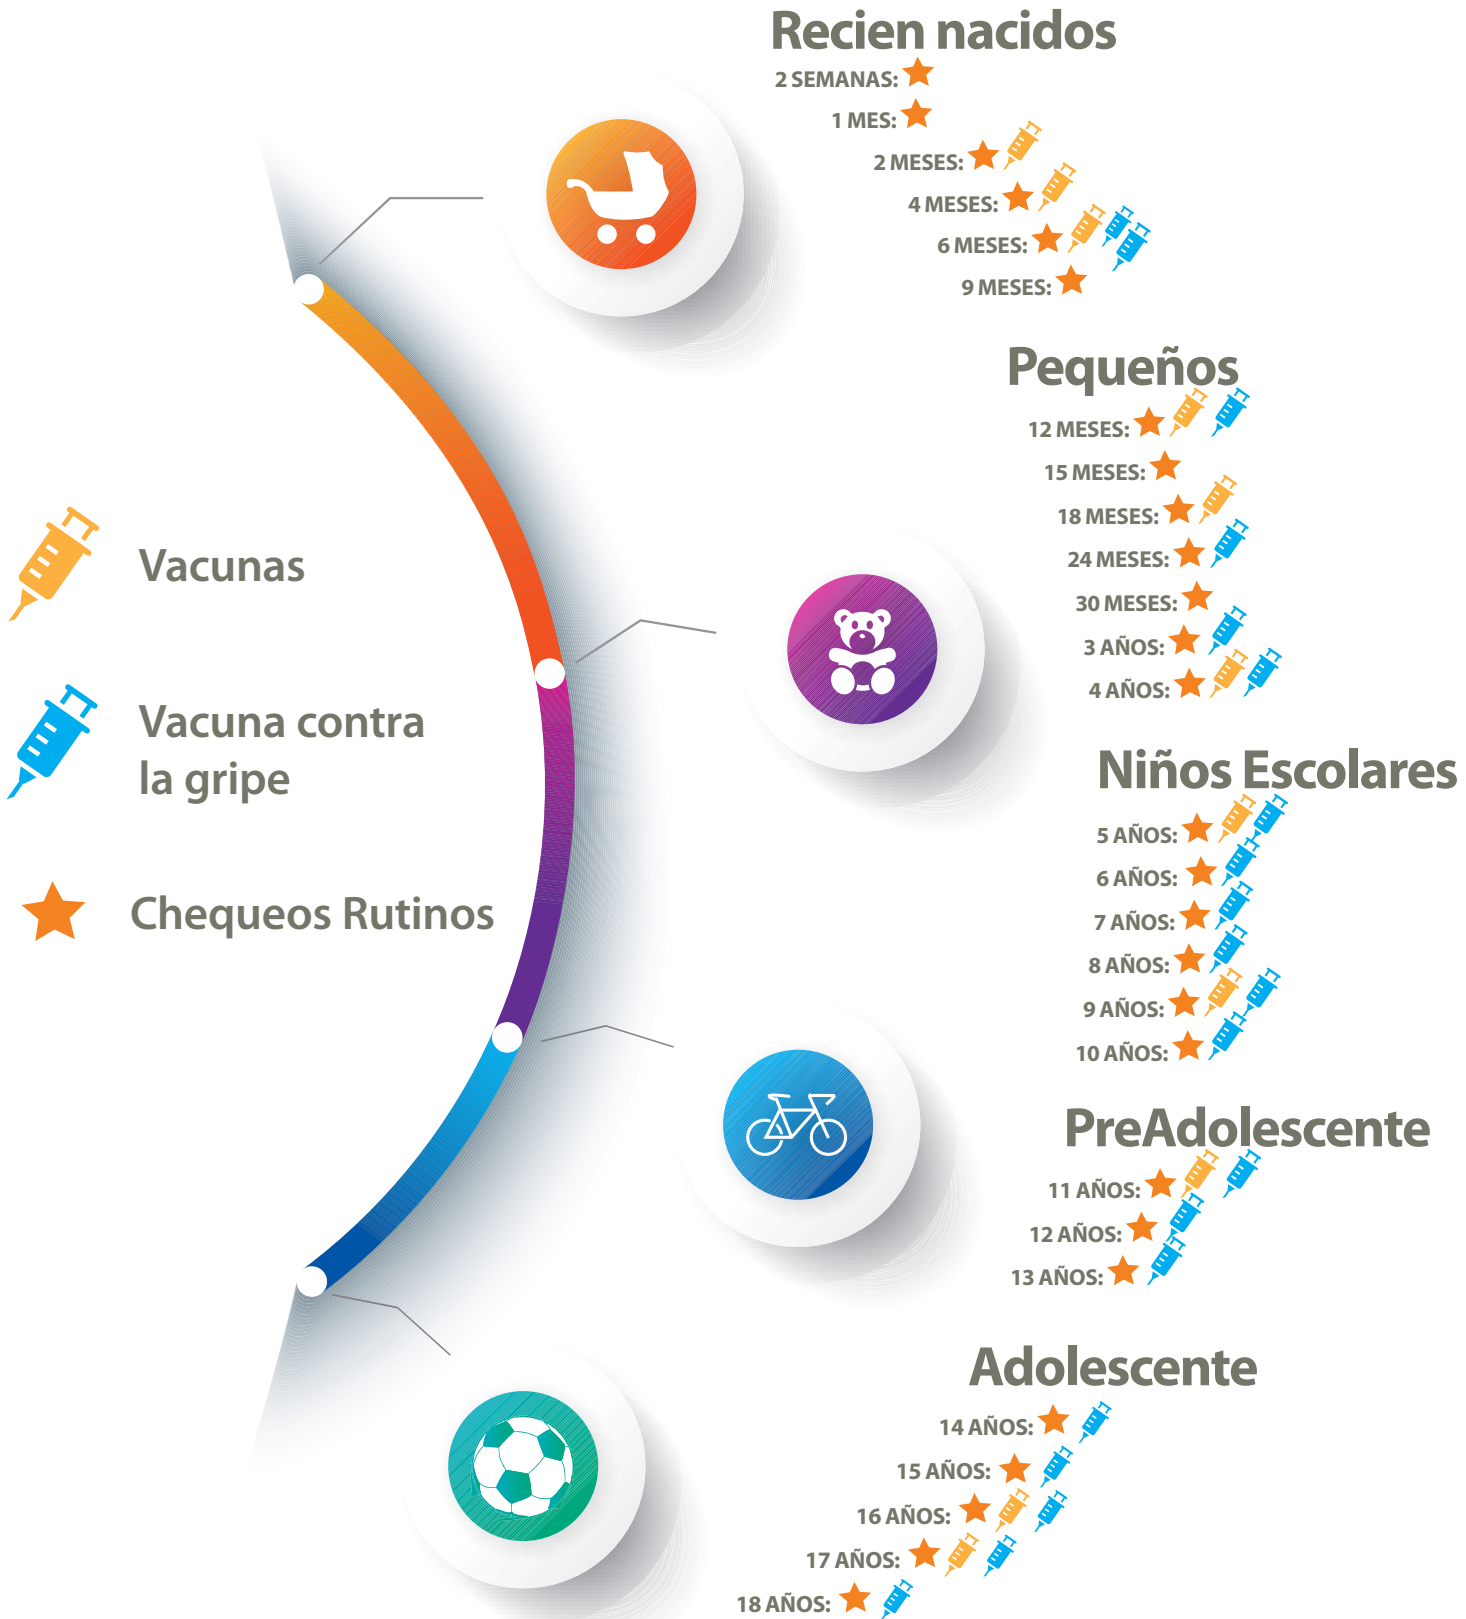 Recien nacidos
2 SEMANAS:
1 MES:
2 MESES:
4 MESES:
6 MESES:
9 MESES:
Pequeños
12 MESES:
15 MESES:
18 MESES:
24 MESES:
30 MESES:
3 AÑOS:
4 AÑOS:
Vacunas
Vacuna contra
la gripe
Chequeos Rutinos
Niños Escolares
5 AÑOS:
6 AÑOS:
7 AÑOS:
8 AÑOS:
9 AÑOS:
10 AÑOS:
PreAdolescente
11 AÑOS:
12 AÑOS:
13 AÑOS:
Adolescente
14 AÑOS:
15 AÑOS:
16 AÑOS:
17 AÑOS:
18 AÑOS: